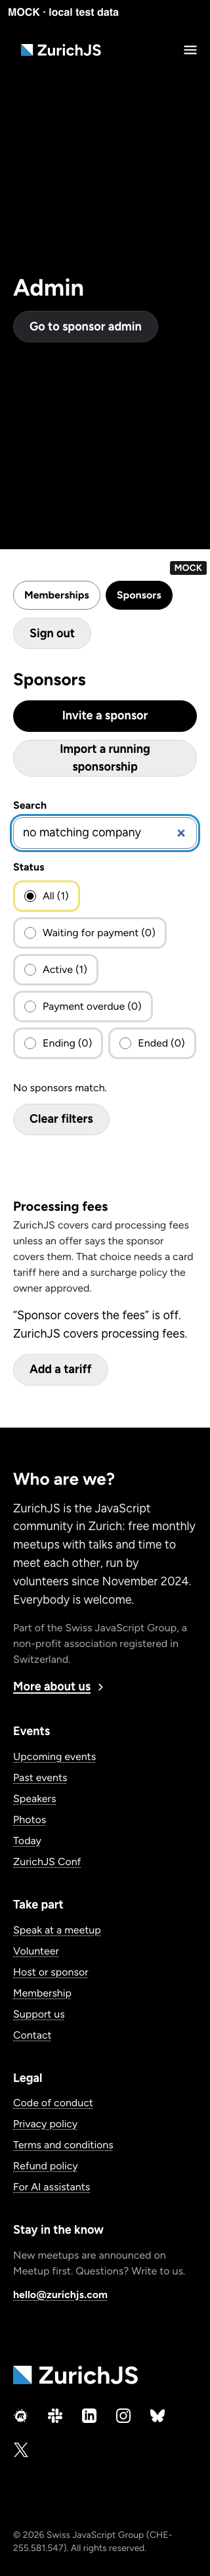 MOCK · local test data
ZurichJS
Admin
Go to sponsor admin
MOCK
Memberships
Sponsors
Sign out
Sponsors
Invite a sponsor
Import a running
sponsorship
Search
no matching company
Status
All (1)
Waiting for payment (0)
Active (1)
Payment overdue (0)
Ending (0)
Ended (0)
No sponsors match.
Clear filters
Processing fees
ZurichJS covers card processing fees
unless an offer says the sponsor
covers them. That choice needs a card
tariff here and a surcharge policy the
owner approved.
“Sponsor covers the fees” is off.
ZurichJS covers processing fees.
Add a tariff
Who are we?
ZurichJS is the JavaScript
community in Zurich: free monthly
meetups with talks and time to
meet each other, run by
volunteers since November 2024.
Everybody is welcome.
Part of the Swiss JavaScript Group, a
non-profit association registered in
Switzerland.
More about us
Events
Upcoming events
Past events
Speakers
Photos
Today
ZurichJS Conf
Take part
Speak at a meetup
Volunteer
Host or sponsor
Membership
Support us
Contact
Legal
Code of conduct
Privacy policy
Terms and conditions
Refund policy
For AI assistants
Stay in the know
New meetups are announced on
Meetup first. Questions? Write to us.
hello@zurichjs.com
ZurichJS
© 2026 Swiss JavaScript Group (CHE-
255.581.547). All rights reserved.